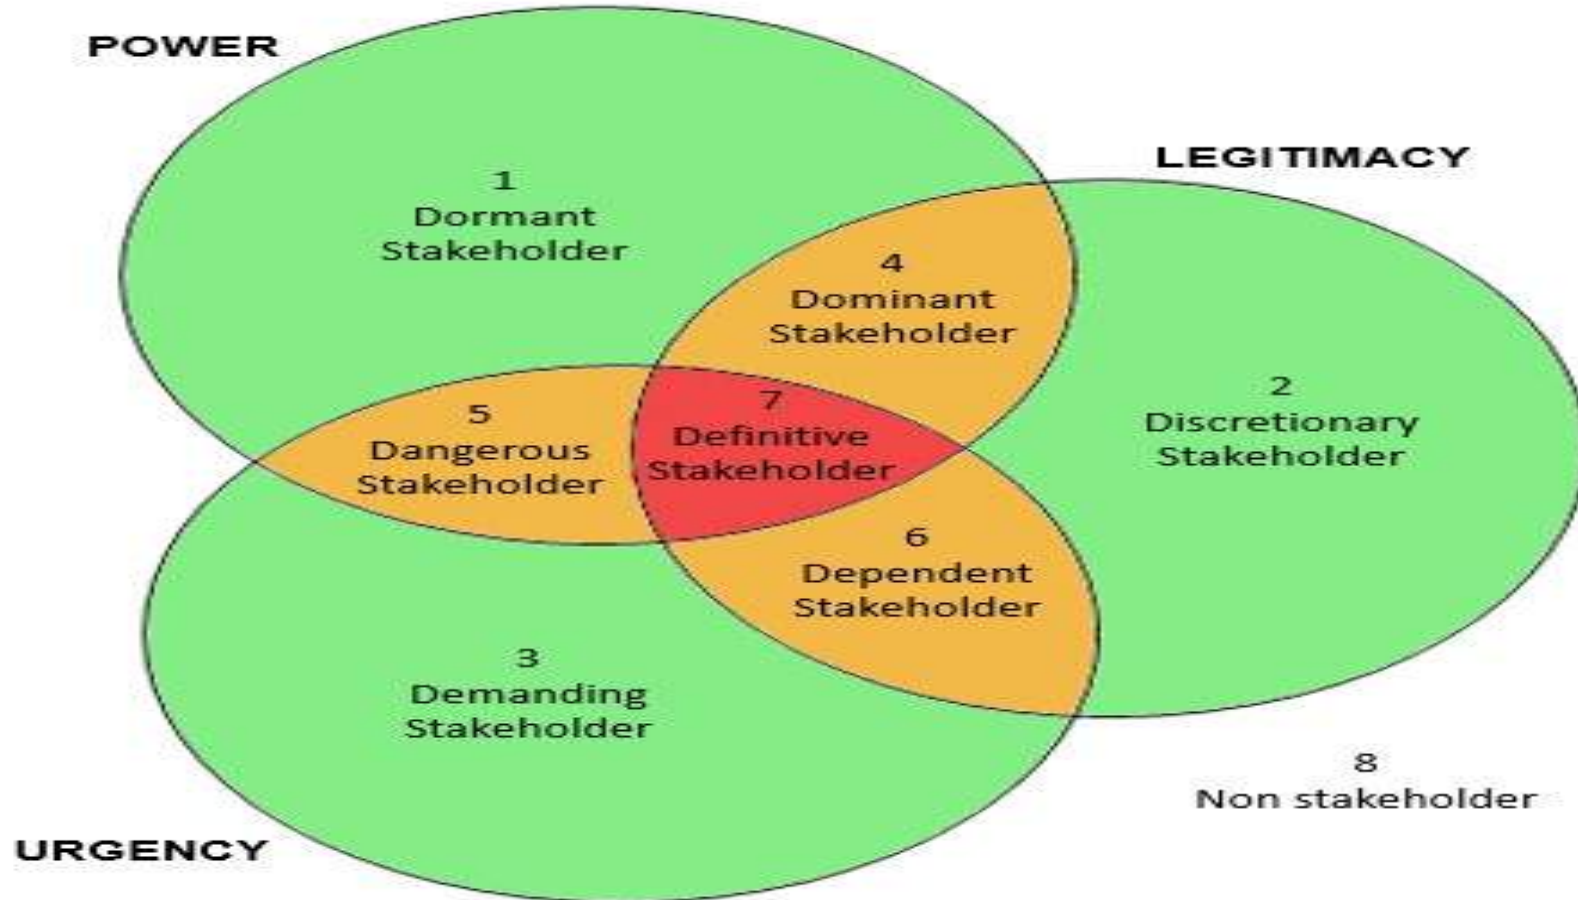 POWER
LEGITIMACY
1
Dormant
Stakeholder
4
Dominant
Stakeholder
2
Discretionary
Stakeholder
5
Dangerous
Stakeholder
7
Definitive
Stakeholder
6
Dependent
Stakeholder
3
Demanding
Stakeholder
8
Non stakeholder
URGENCY